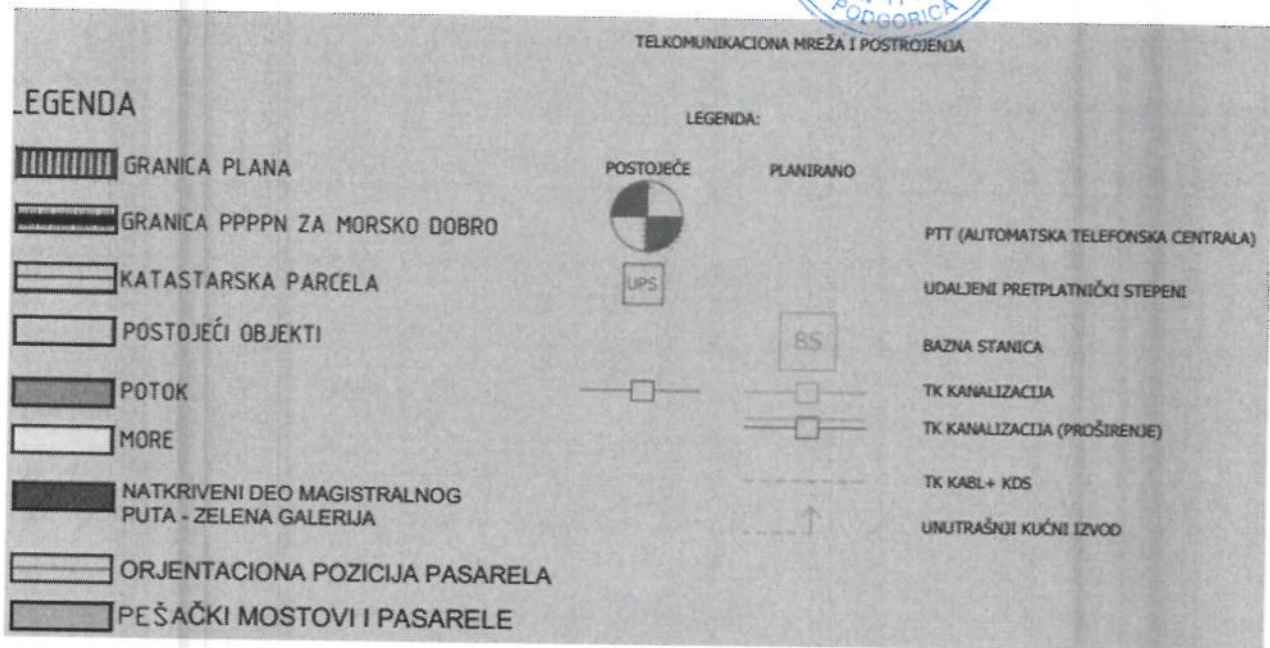 PODGORICA
TELKOMUNIKACIONA MREŽA I POSTROJENJA
LEGENDA
GRANICA PLANA
GRANICA PPPPN ZA MORSKO DOBRO
KATASTARSKA PARCELA
POSTOJEĆI OBJEKTI
POTOK
MORE
NATKRIVENI DEO MAGISTRALNOG
PUTA - ZELENA GALERIJA
ORJENTACIONA POZICIJA PASARELA
PEŠAČKI MOSTOVI I PASARELE
LEGENDA:
POSTOJEĆE PLANIRANO
PTT (AUTOMATSKA TELEFONSKA CENTRALA)
UPS UDALJENI PRETPLATNIČKI STEPENI
BS BAZNA STANICA
TK KANALIZACIJA
TK KANALIZACIJA (PROŠIRENJE)
TK KABL+ KDS
UNUTRAŠNJI KUĆNI IZVOD